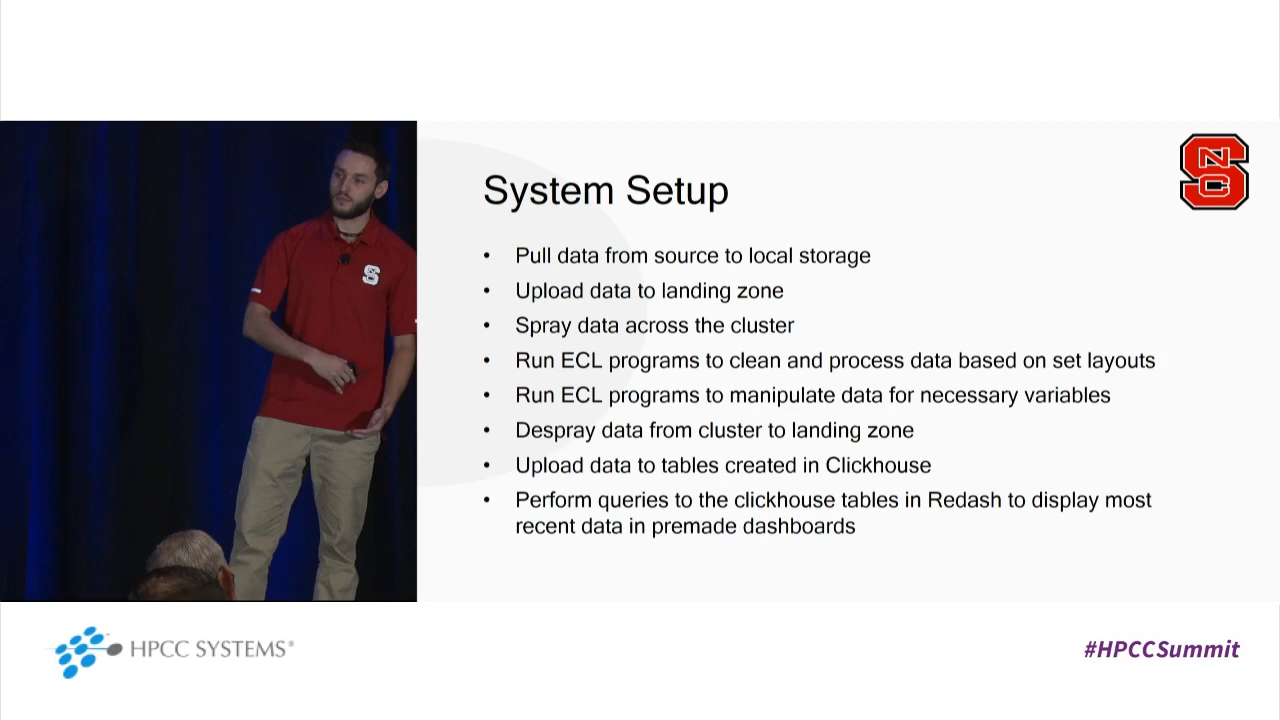 System Setup
• Pull data from source to local storage
• Upload data to landing zone
• Spray data across the cluster
• Run ECL programs to clean and process data based on set layouts
• Run ECL programs to manipulate data for necessary variables
• Despray data from cluster to landing zone
• Upload data to tables created in Clickhouse
• Perform queries to the clickhouse tables in Redash to display most
recent data in premade dashboards
NCS
S
HPCC SYSTEMS®
#HPCCSummit